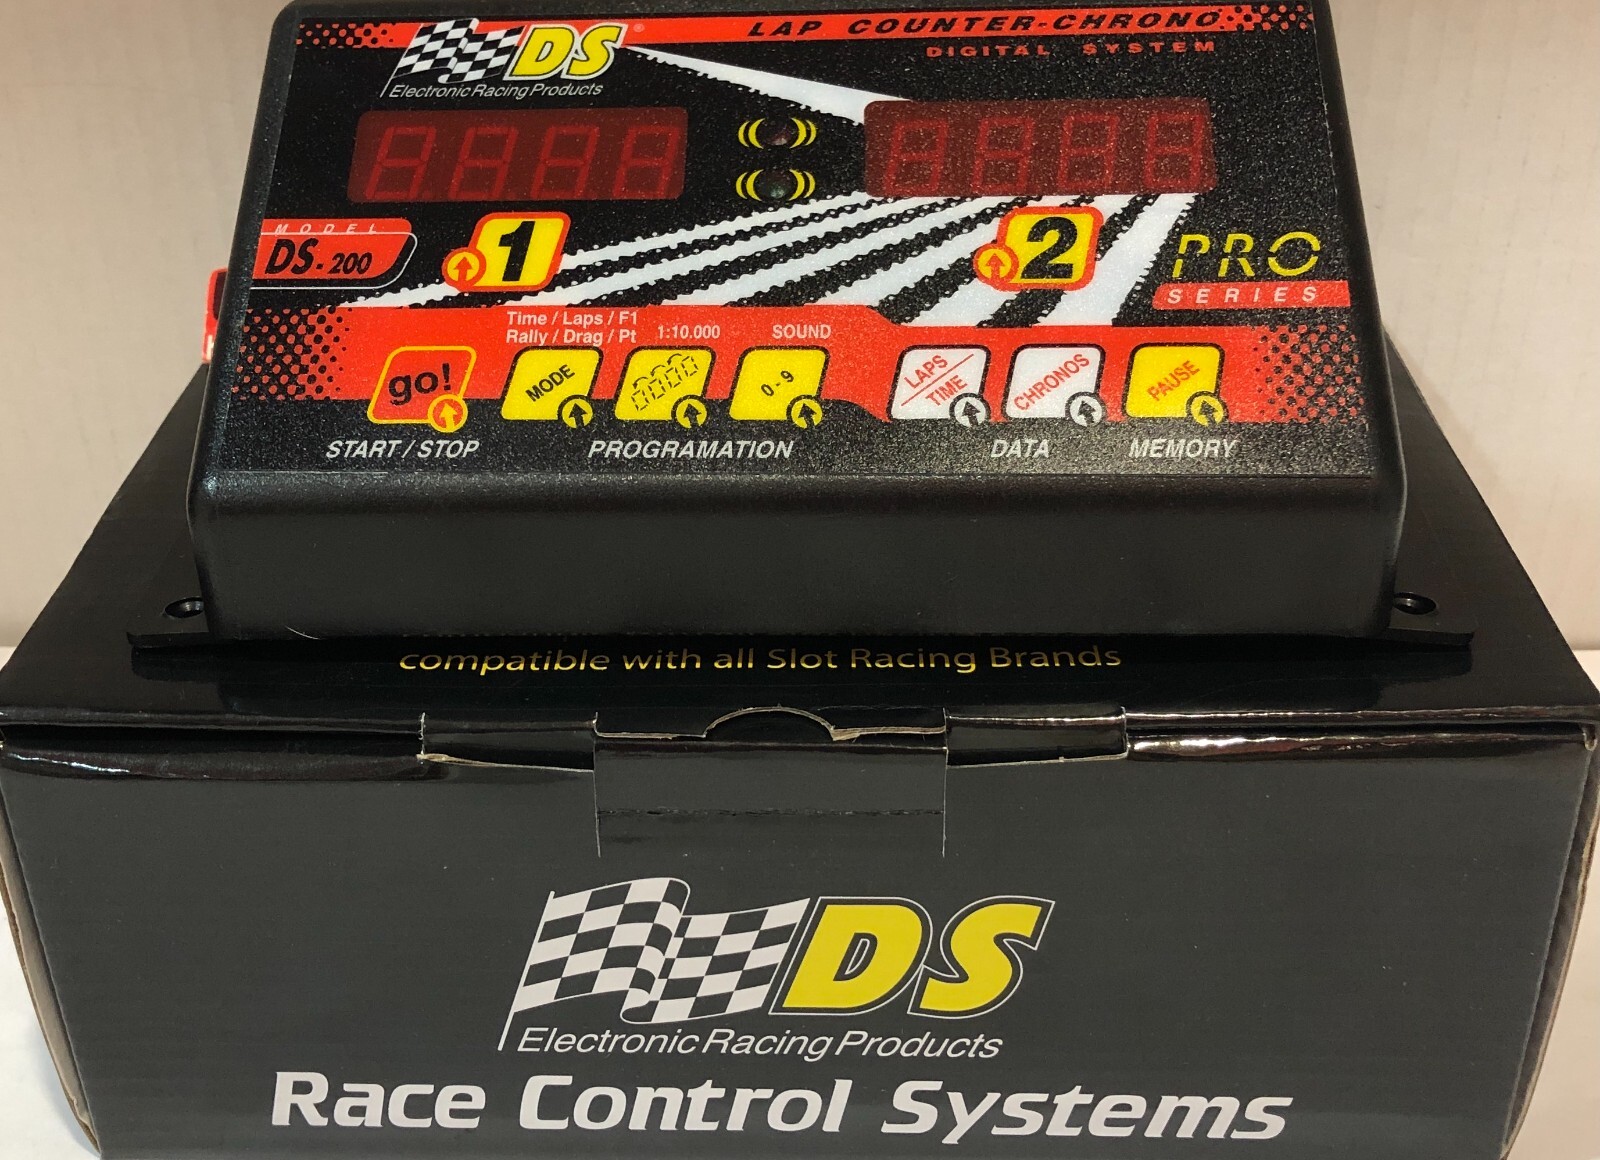 LAP COUNTER-CHRONO
DIGITAL SYSTEM
DS®
Electronic Racing Products
MODEL
DS-200
1
2
PRO
SERIES
Time / Laps / F1
Rally / Drag / Pt
1:10.000
SOUND
go!
MODE
0-9
LAPS
TIME
CHRONOS
PAUSE
START / STOP
PROGRAMATION
DATA
MEMORY
compatible with all Slot Racing Brands
DS
Electronic Racing Products
Race Control Systems